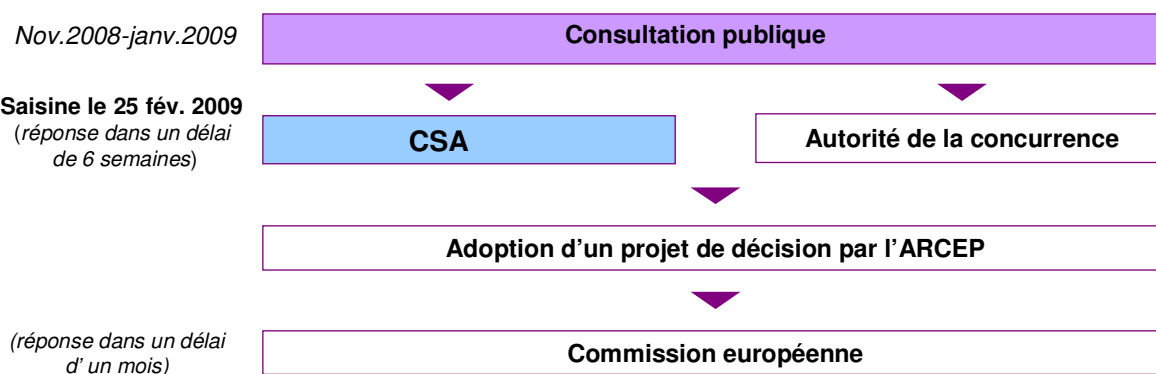 Nov.2008-janv.2009
Consultation publique
Saisine le 25 fév. 2009
(réponse dans un délai
de 6 semaines)
CSA
Autorité de la concurrence
Adoption d’un projet de décision par l’ARCEP
(réponse dans un délai
d’ un mois)
Commission européenne